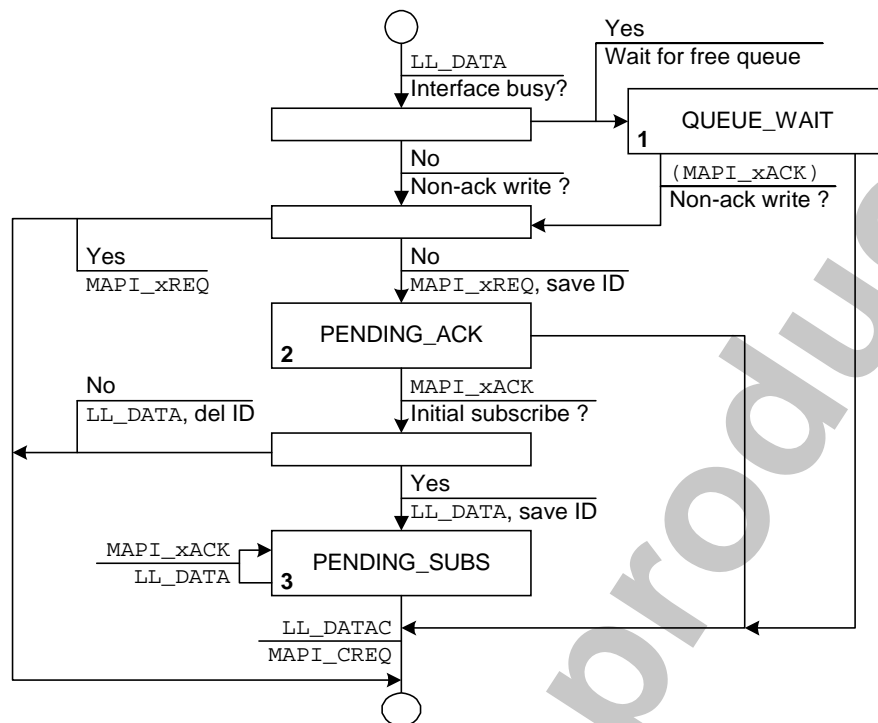 Yes
LL_DATA
Wait for free queue
Interface busy?
QUEUE_WAIT
1
No
(MAPI_xACK)
Non-ack write ?
Non-ack write ?
Yes
No
MAPI_xREQ
MAPI_xREQ, save ID
PENDING_ACK
2
No
MAPI_xACK
LL_DATA, del ID
Initial subscribe ?
Yes
LL_DATA, save ID
MAPI_xACK
PENDING_SUBS
LL_DATA
3
LL_DATAC
MAPI_CREQ